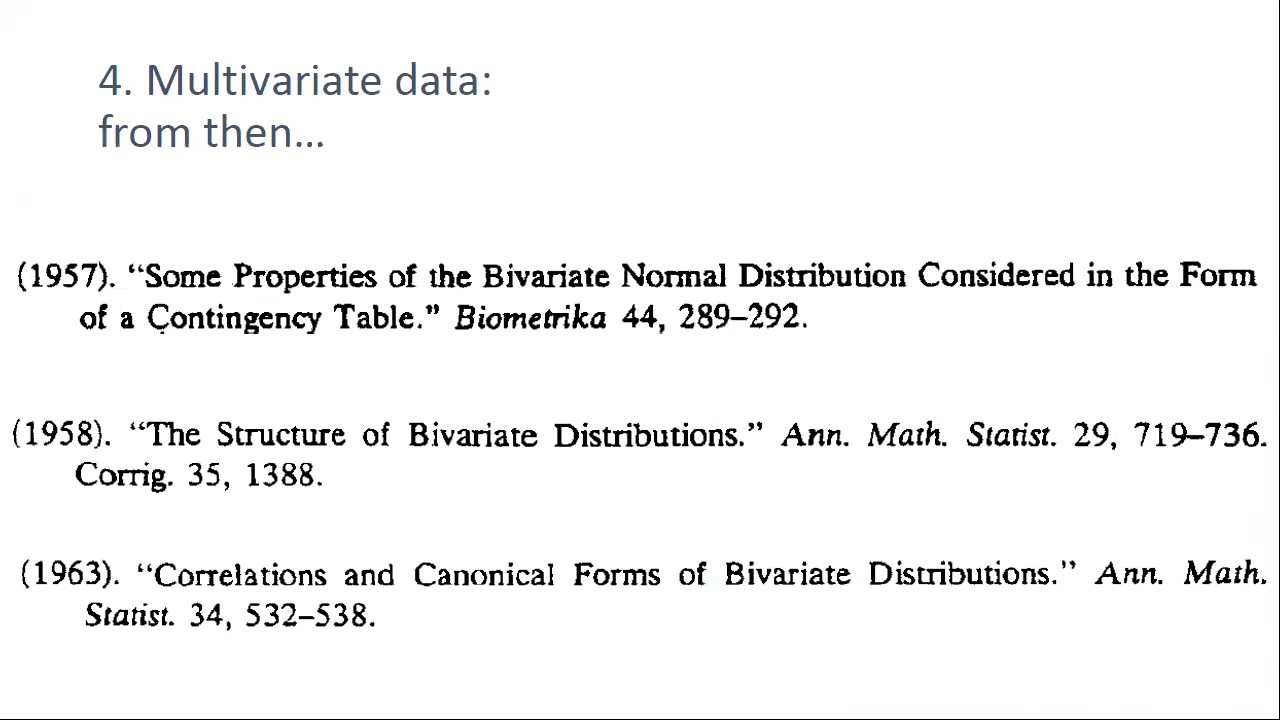 4. Multivariate data:
from then...
(1957). “Some Properties of the Bivariate Normal Distribution Considered in the Form
of a Contingency Table.” Biometrika 44, 289–292.
(1958). “The Structure of Bivariate Distributions.” Ann. Math. Statist. 29, 719–736.
Corrig. 35, 1388.
(1963). “Correlations and Canonical Forms of Bivariate Distributions.” Ann. Math.
Statist. 34, 532–538.